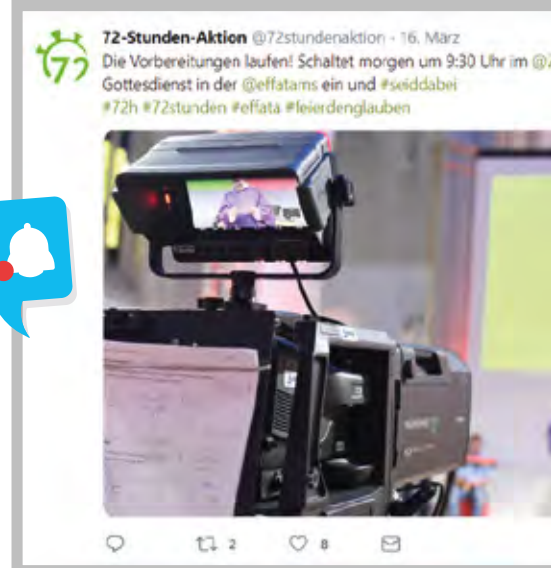 72-Stunden-Aktion @72stundenaktion · 16. März
Die Vorbereitungen laufen! Schaltet morgen um 9:30 Uhr im
Gottesdienst in der @effatams ein und #seiddabei
#72h #72stunden #effata #feierdenglauben
72
2
8